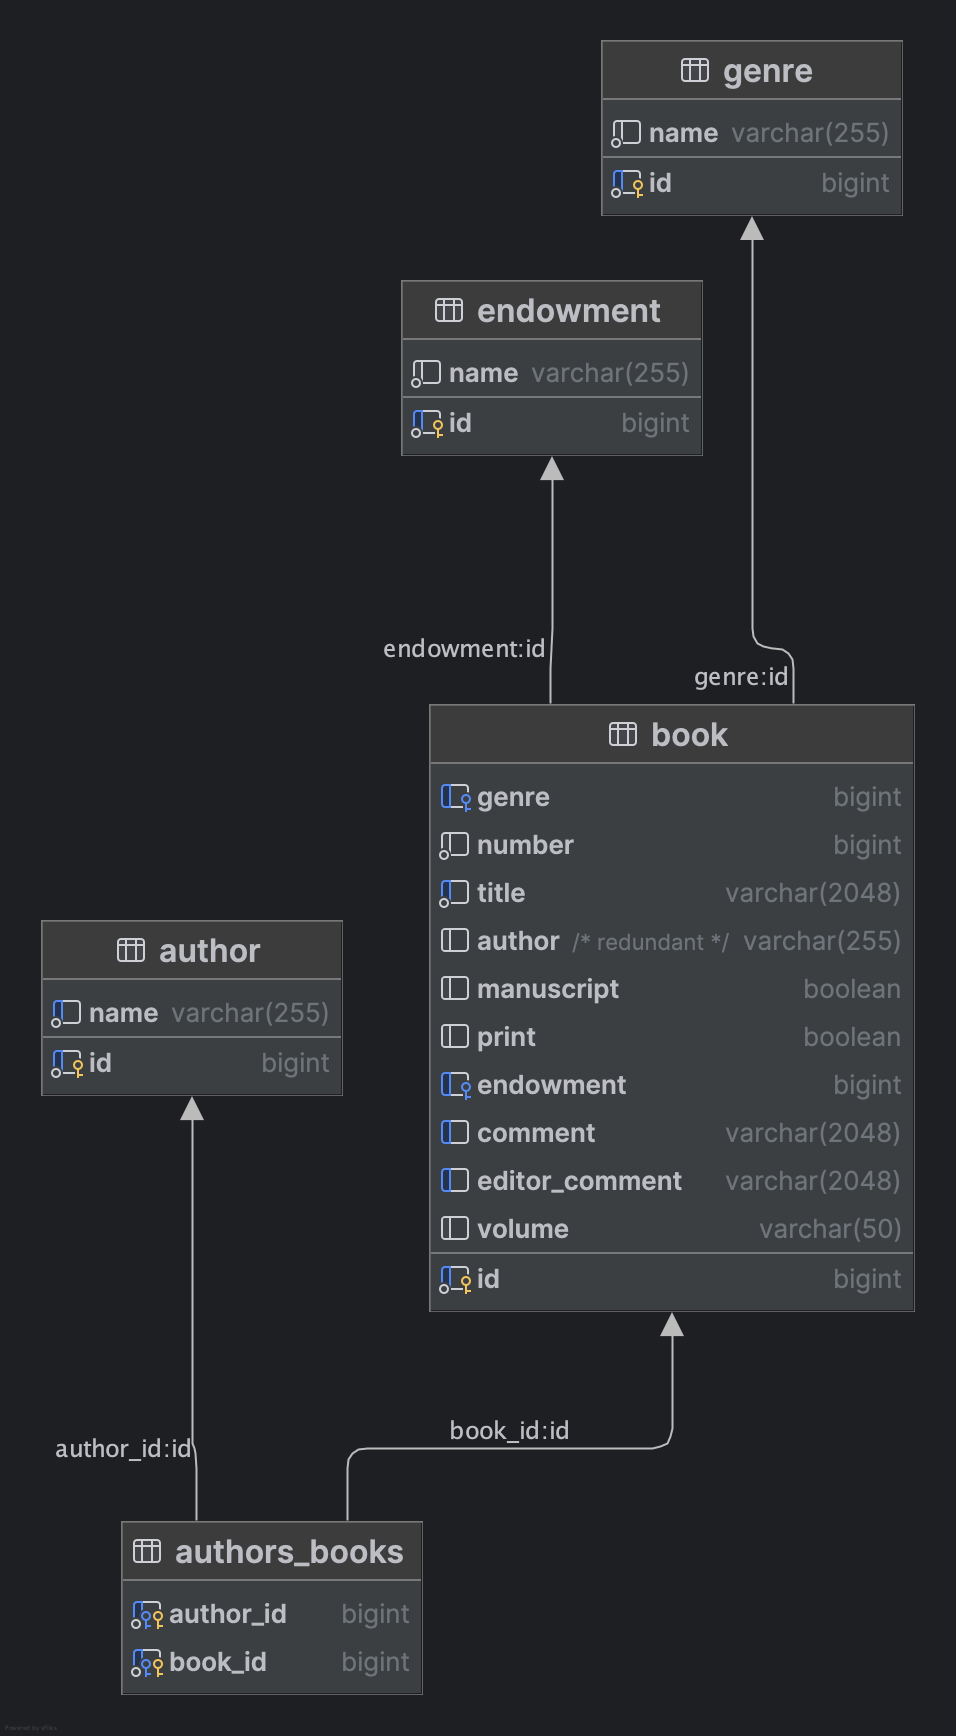 genre
name varchar(255)
id bigint
endowment
name varchar(255)
id bigint
endowment:id
genre:id
book
genre bigint
number bigint
title varchar(2048)
author /* redundant */ varchar(255)
manuscript boolean
print boolean
endowment bigint
comment varchar(2048)
editor_comment varchar(2048)
volume varchar(50)
id bigint
author
name varchar(255)
id bigint
author_id:id
book_id:id
authors_books
author_id bigint
book_id bigint
Powered by yFiles